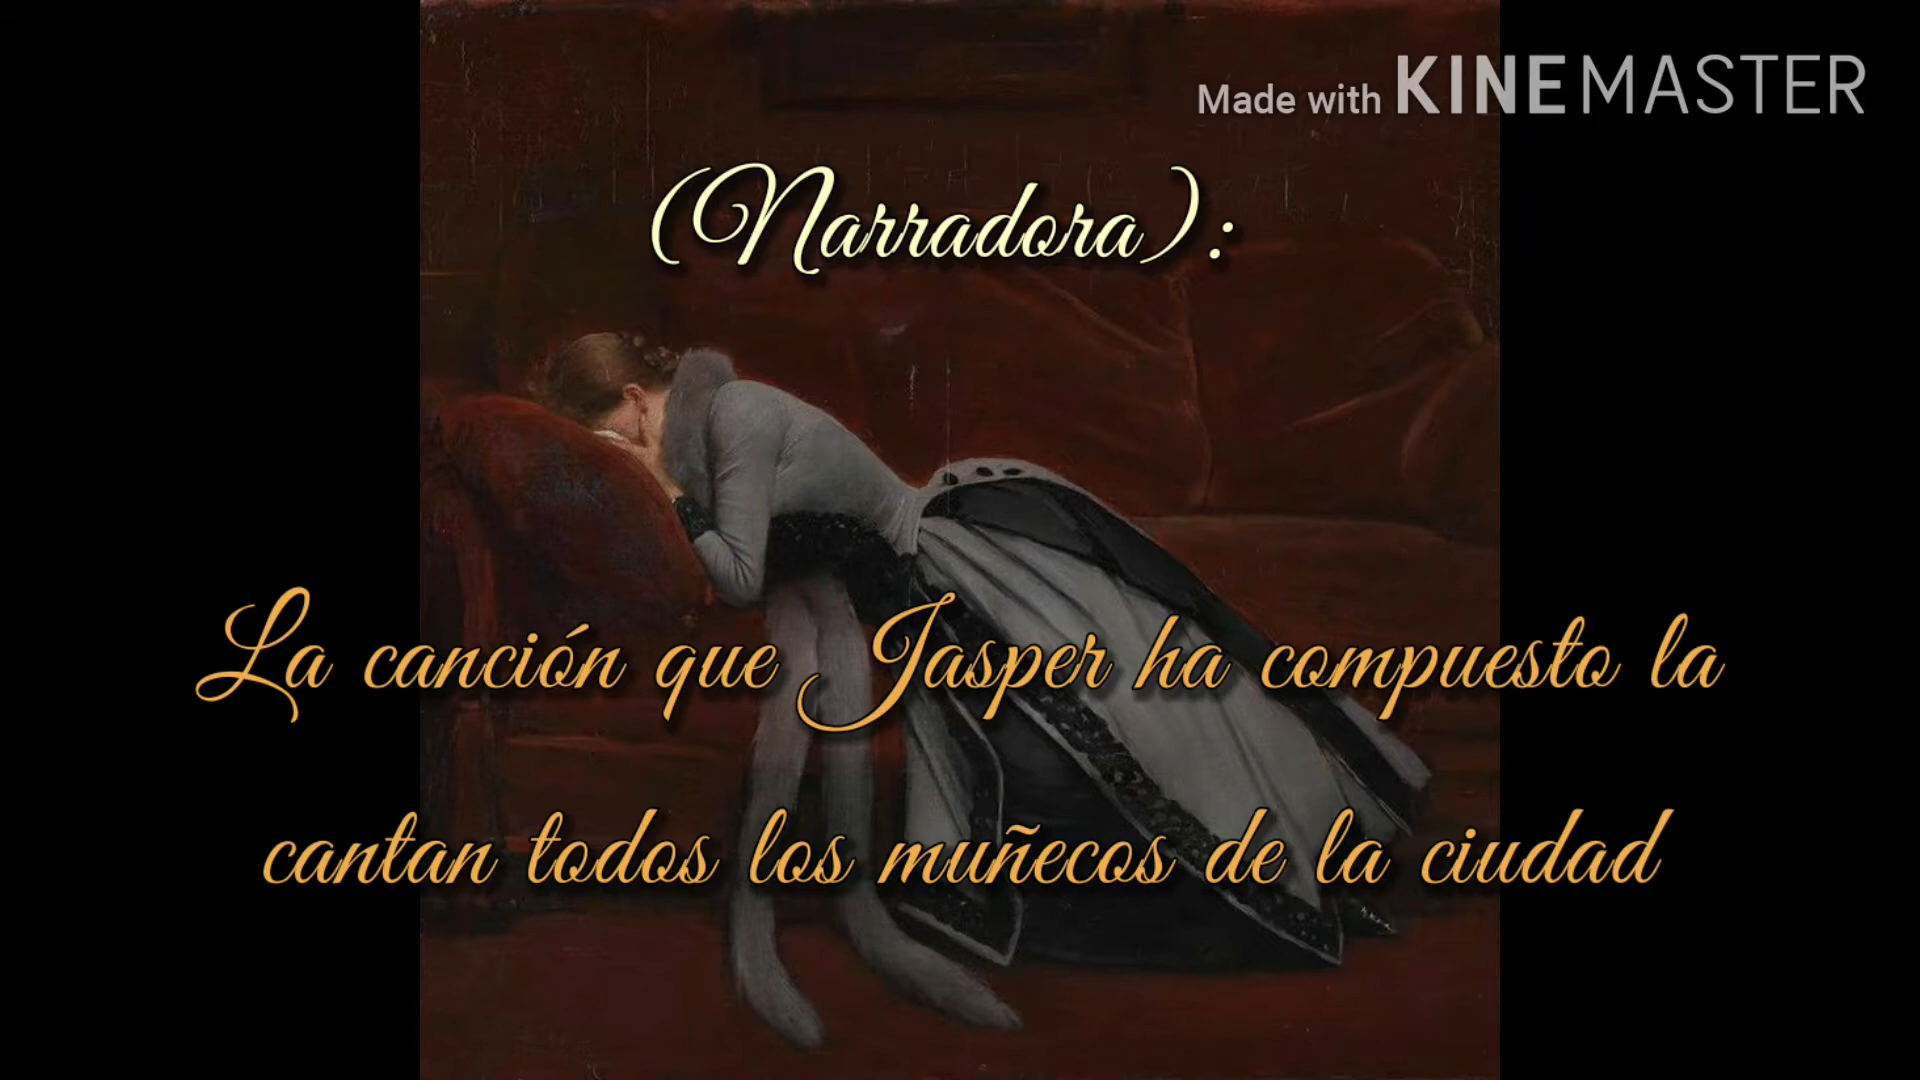 Made with KINEMASTER
(Narradora):
La canción que Jasper ha compuesto la
cantan todos los muñecos de la ciudad